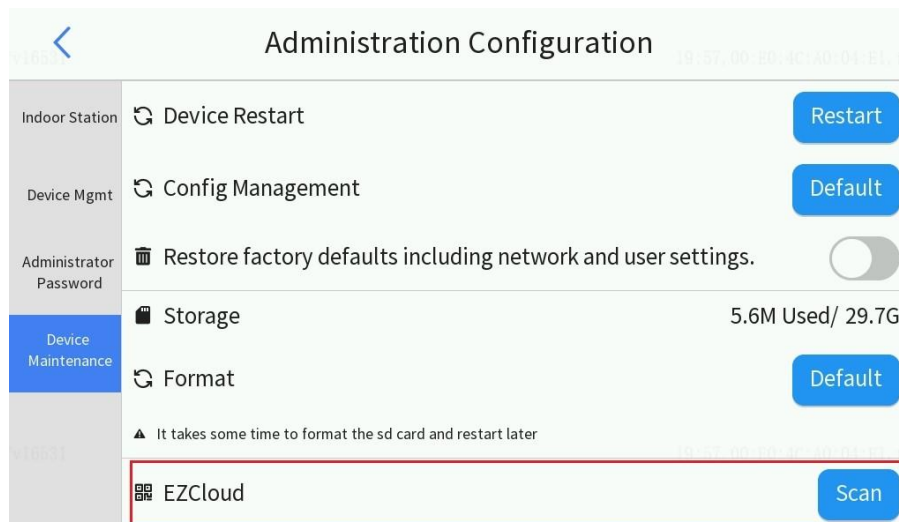 Administration Configuration
Indoor Station
Device Restart
Restart
Device Mgmt
Config Management
Default
Administrator
Password
Restore factory defaults including network and user settings.
Device
Maintenance
Storage
5.6M Used/ 29.7G
Format
Default
It takes some time to format the sd card and restart later
EZCloud
Scan